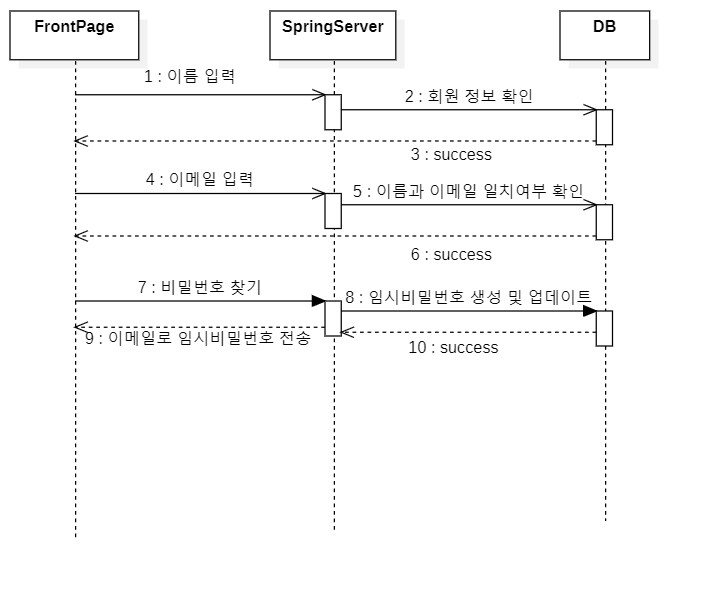 FrontPage
SpringServer
DB
1 : 이름 입력
2 : 회원 정보 확인
3 : success
4 : 이메일 입력
5 : 이름과 이메일 일치여부 확인
6 : success
7 : 비밀번호 찾기
8 : 임시비밀번호 생성 및 업데이트
9 : 이메일로 임시비밀번호 전송
10 : success